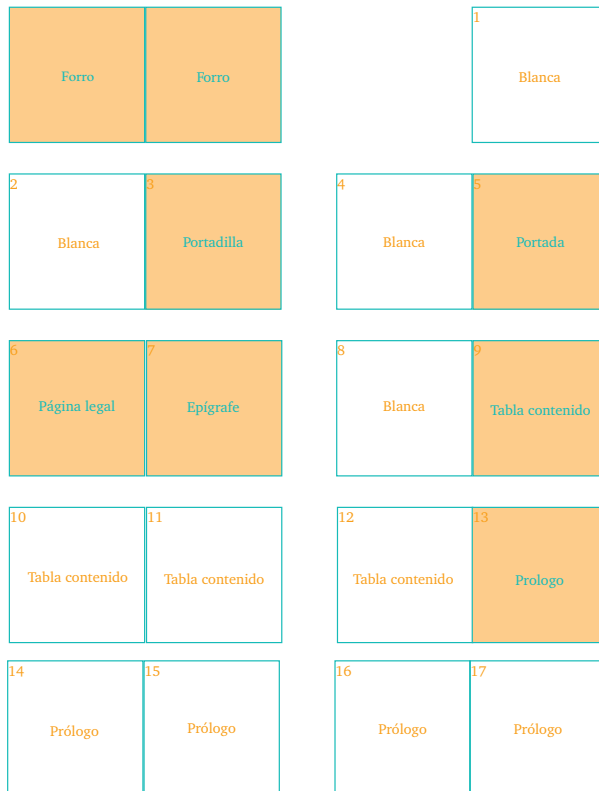 Forro
Forro
1
Blanca
2
Blanca
3
Portadilla
4
Blanca
5
Portada
6
Página legal
7
Epígrafe
8
Blanca
9
Tabla contenido
10
Tabla contenido
11
Tabla contenido
12
Tabla contenido
13
Prologo
14
Prólogo
15
Prólogo
16
Prólogo
17
Prólogo